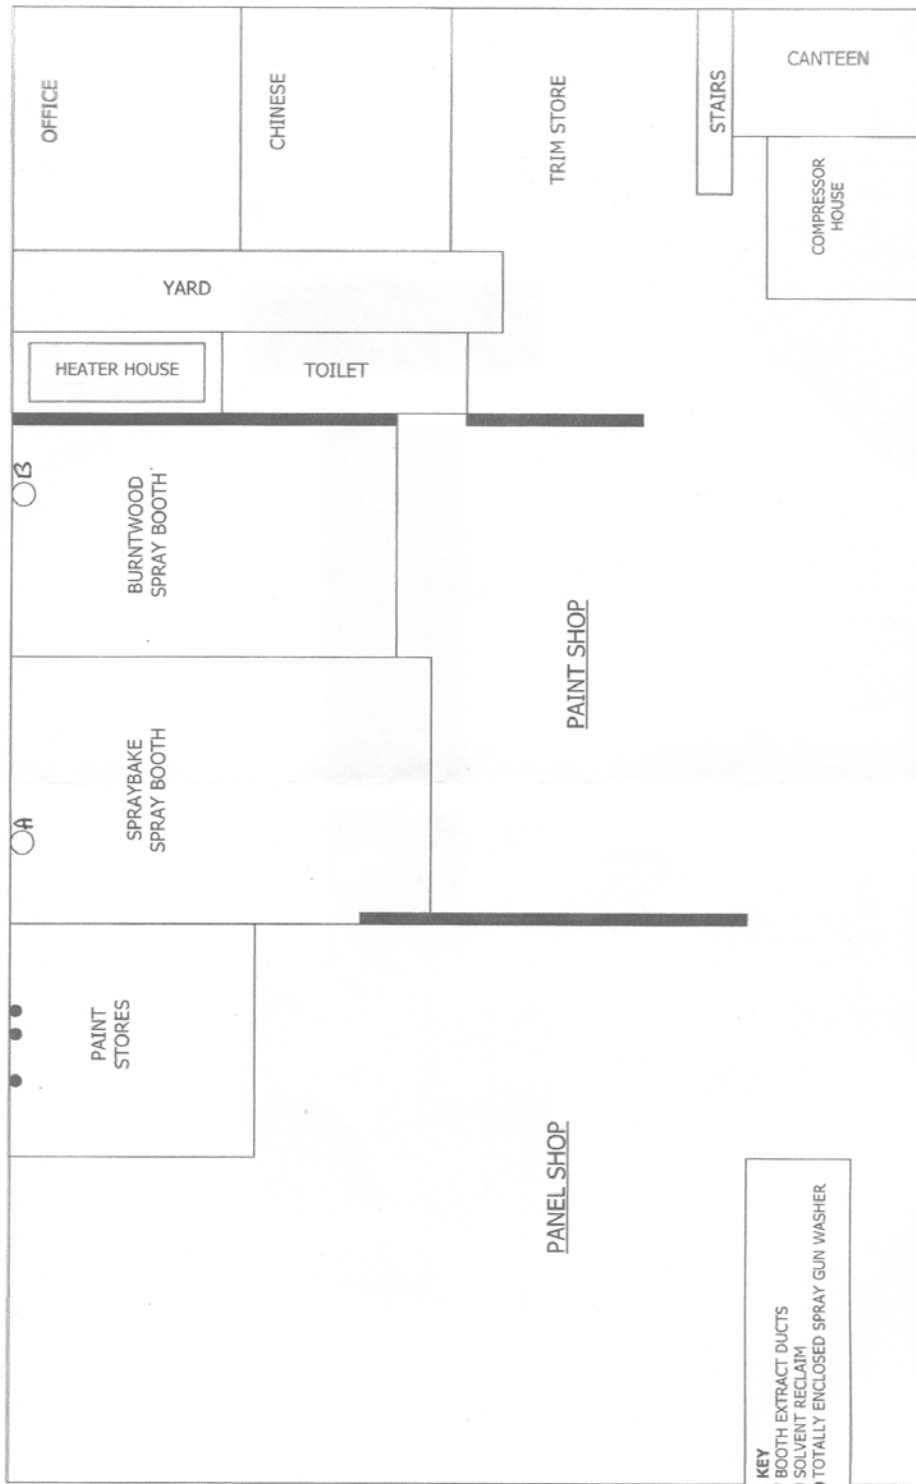 OFFICE
CHINESE
TRIM STORE
STAIRS
CANTEEN
COMPRESSOR
HOUSE
YARD
HEATER HOUSE
TOILET
B
BURNTWOOD
SPRAY BOOTH
PAINT SHOP
A
SPRAYBAKE
SPRAY BOOTH
PAINT
STORES
PANEL SHOP
KEY
BOOTH EXTRACT DUCTS
SOLVENT RECLAIM
TOTALLY ENCLOSED SPRAY GUN WASHER